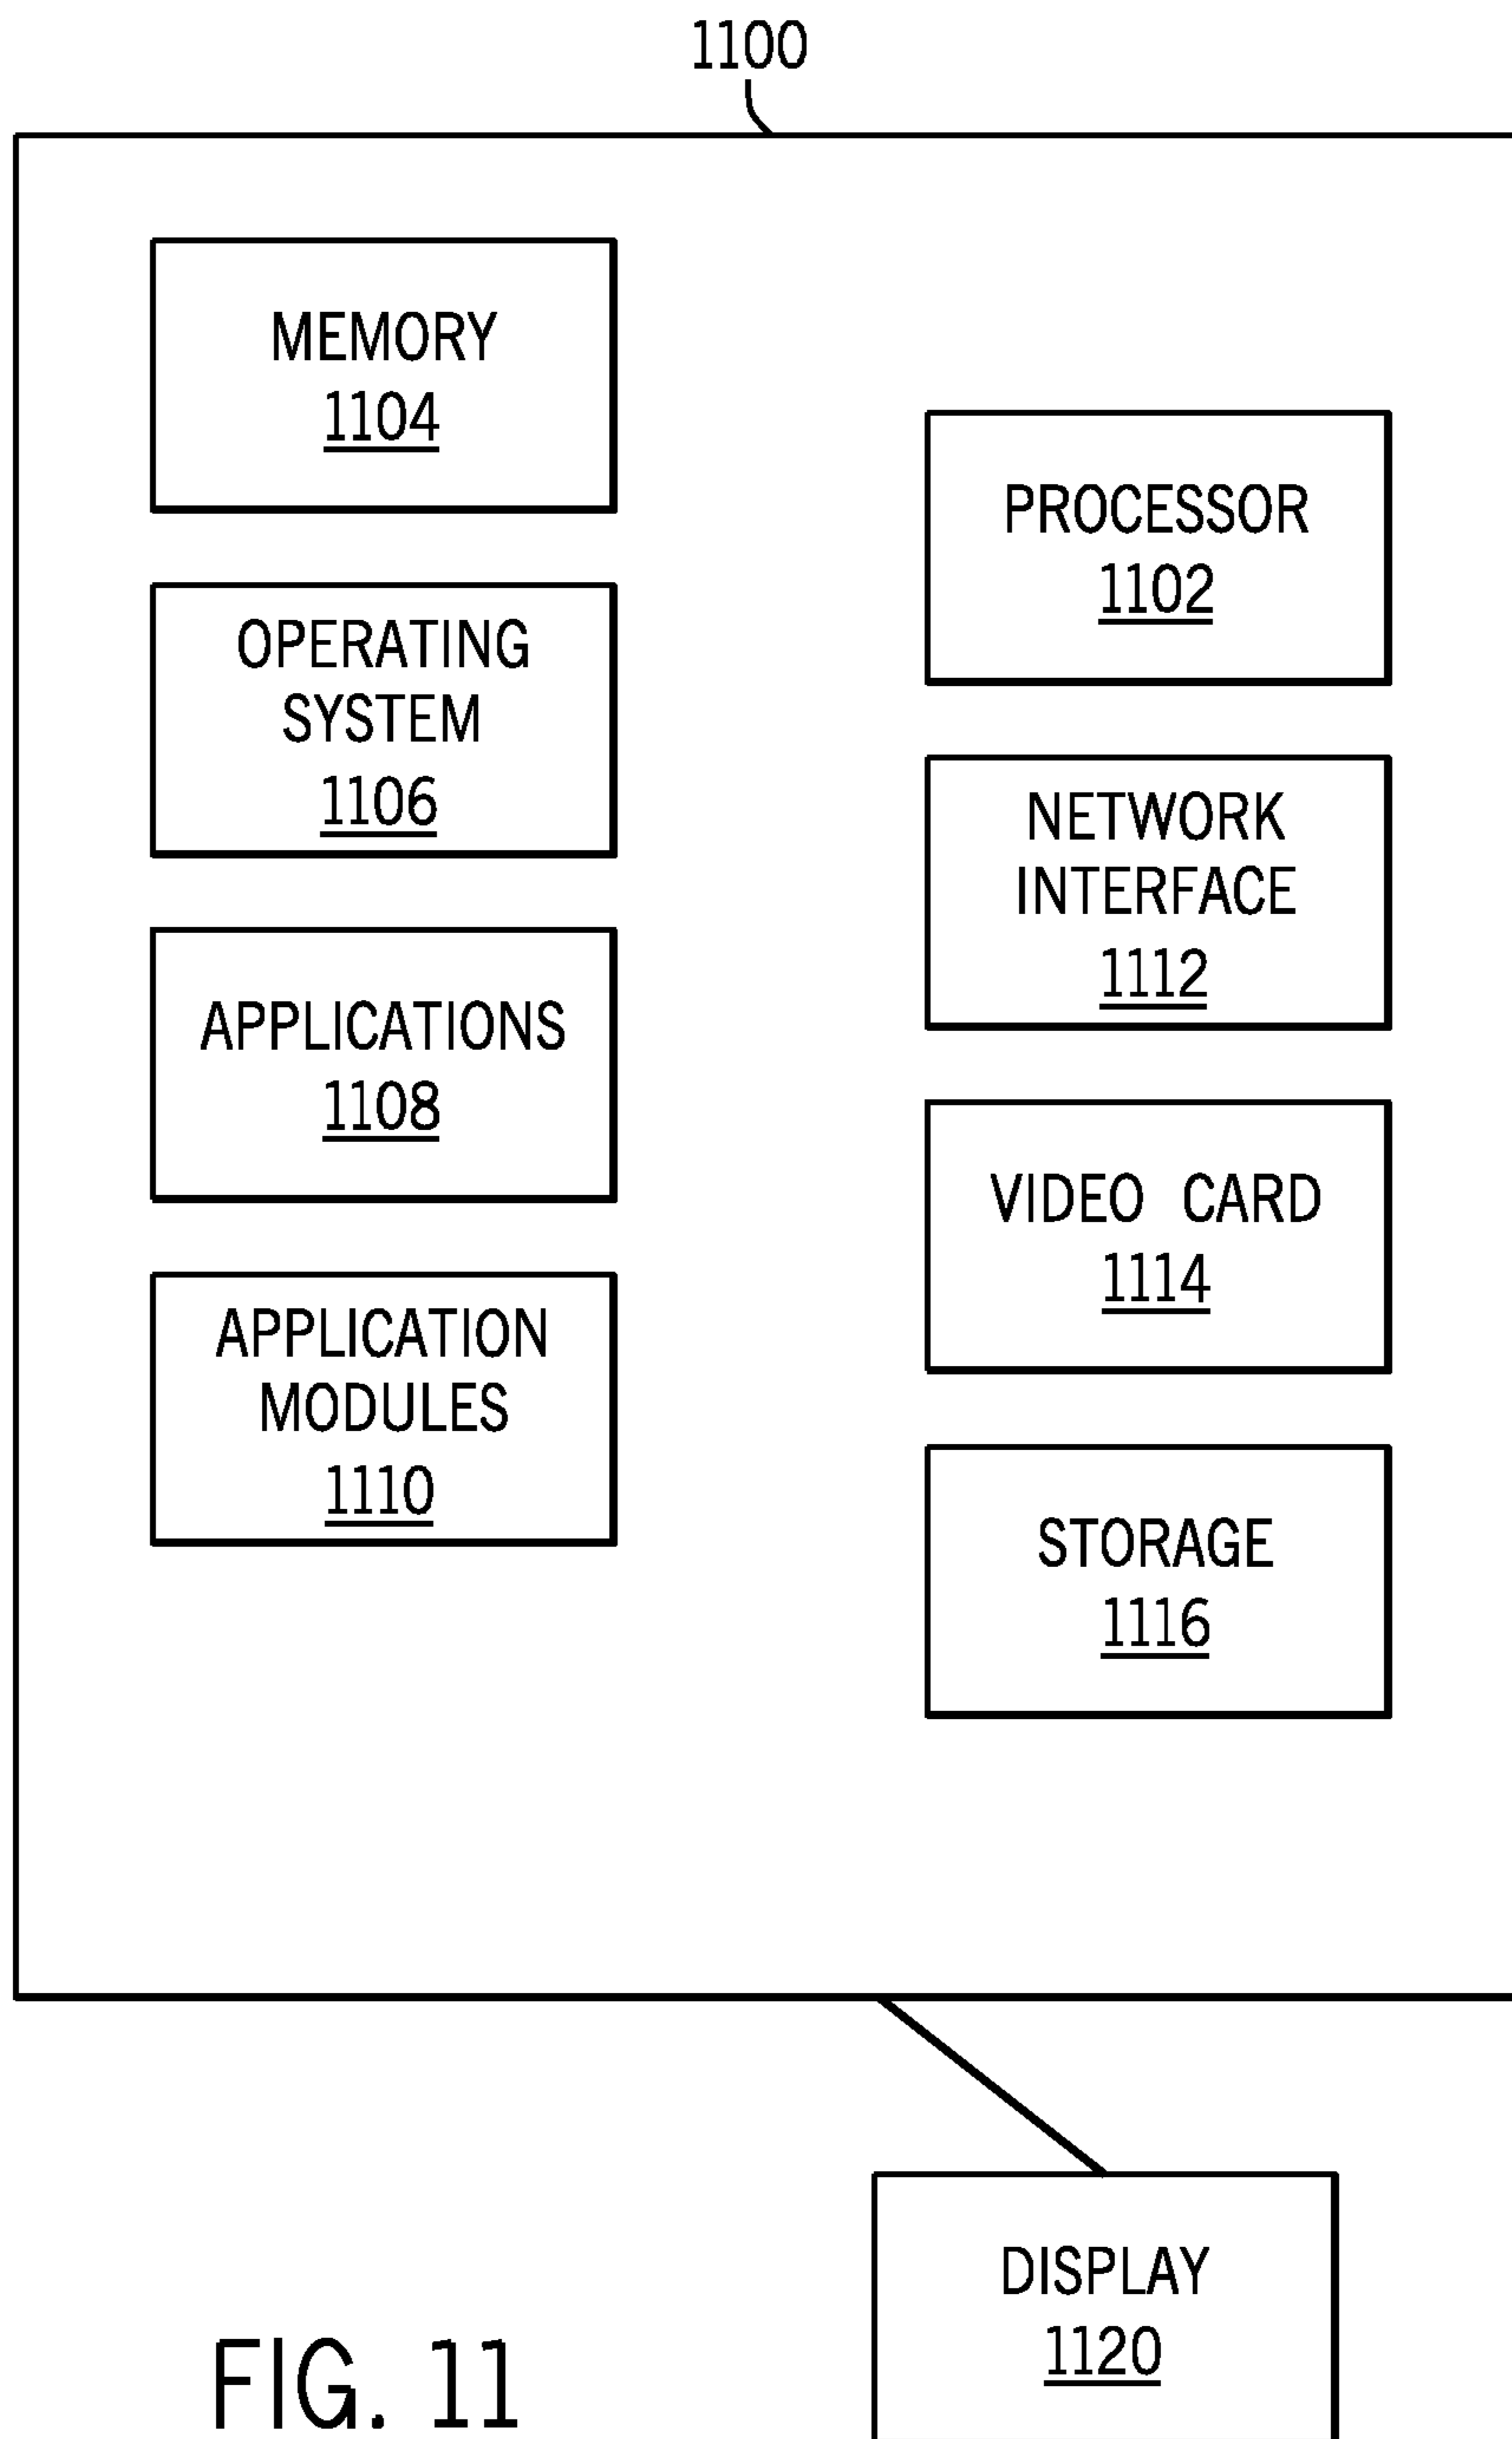 1100
MEMORY
1104
OPERATING
SYSTEM
1106
APPLICATIONS
1108
APPLICATION
MODULES
1110
PROCESSOR
1102
NETWORK
INTERFACE
1112
VIDEO CARD
1114
STORAGE
1116
DISPLAY
1120
FIG. 11